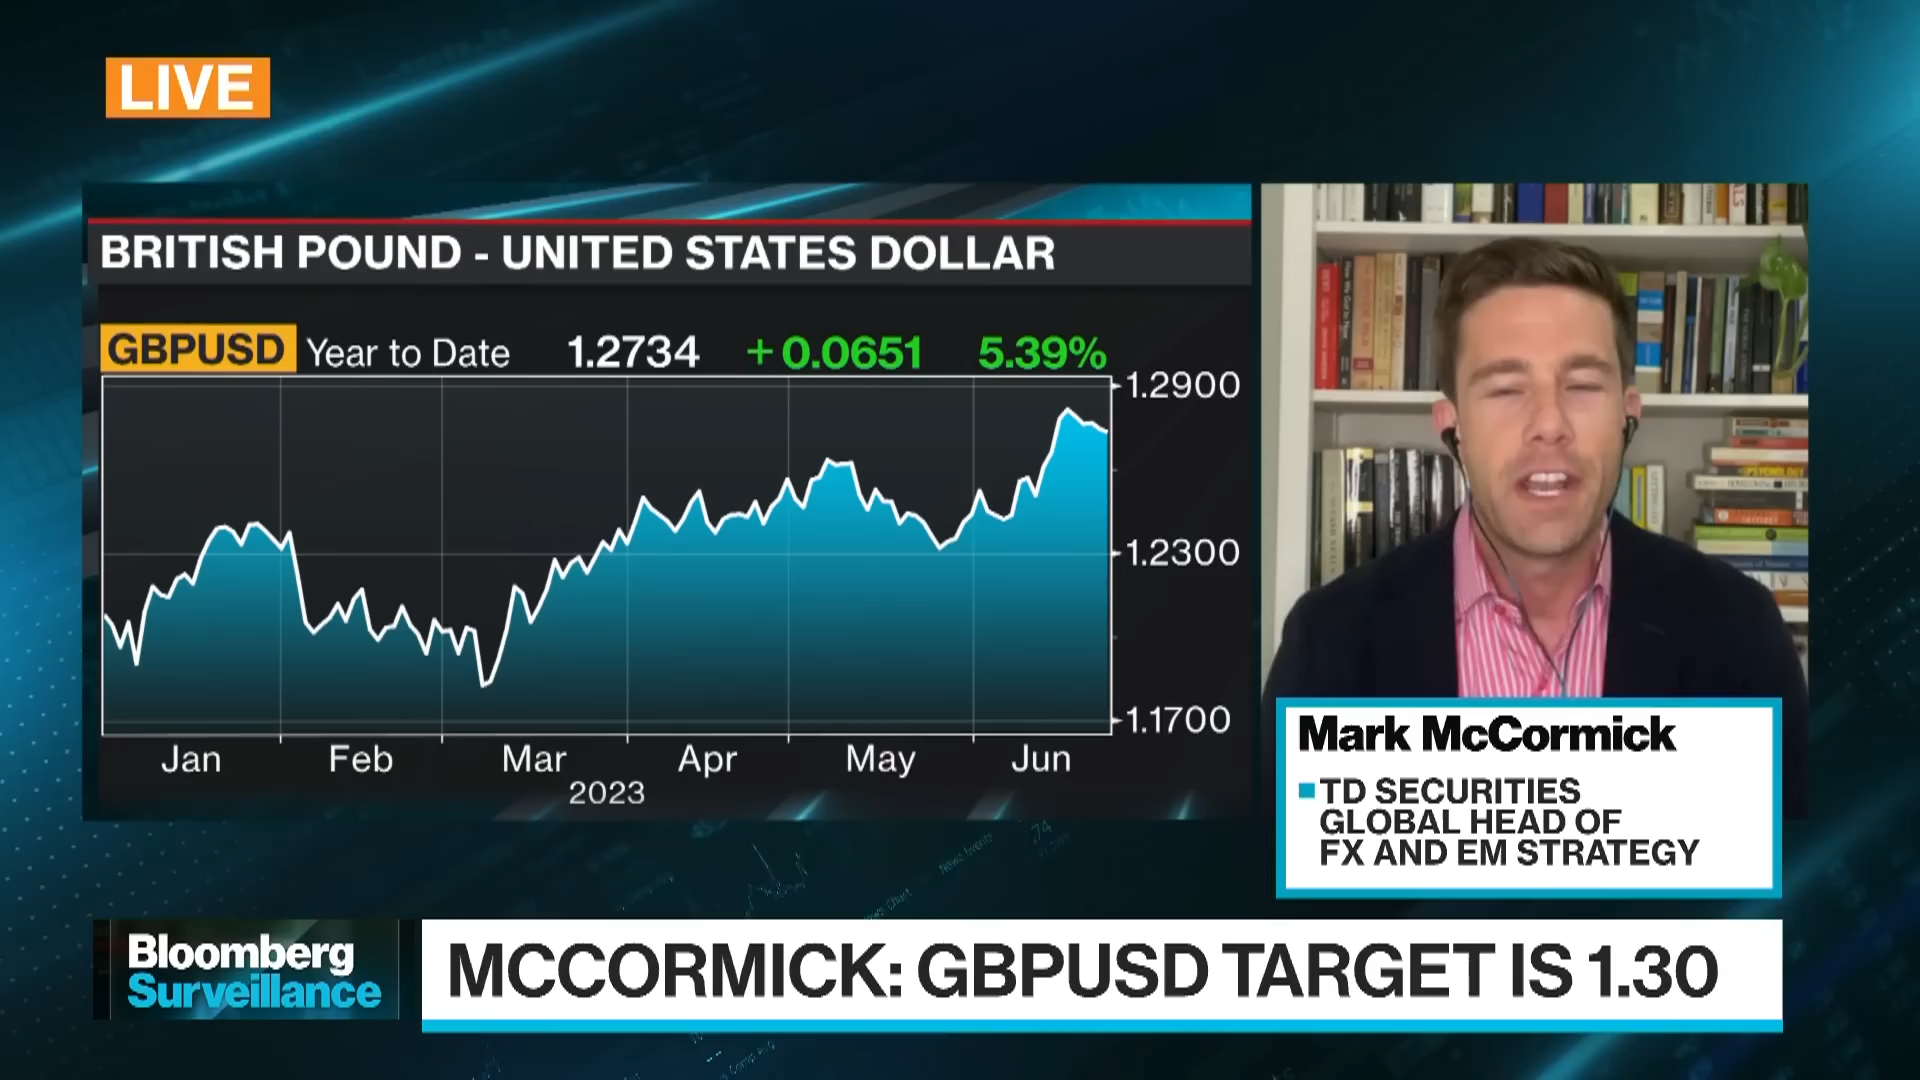 LIVE
BRITISH POUND - UNITED STATES DOLLAR
GBPUSD Year to Date 1.2734 +0.0651 5.39%
1.2900
1.2300
1.1700
Jan Feb Mar Apr May Jun
2023
Mark McCormick
TD SECURITIES
GLOBAL HEAD OF
FX AND EM STRATEGY
Bloomberg
Surveillance
MCCORMICK: GBPUSD TARGET IS 1.30
PSYCHOLOGY